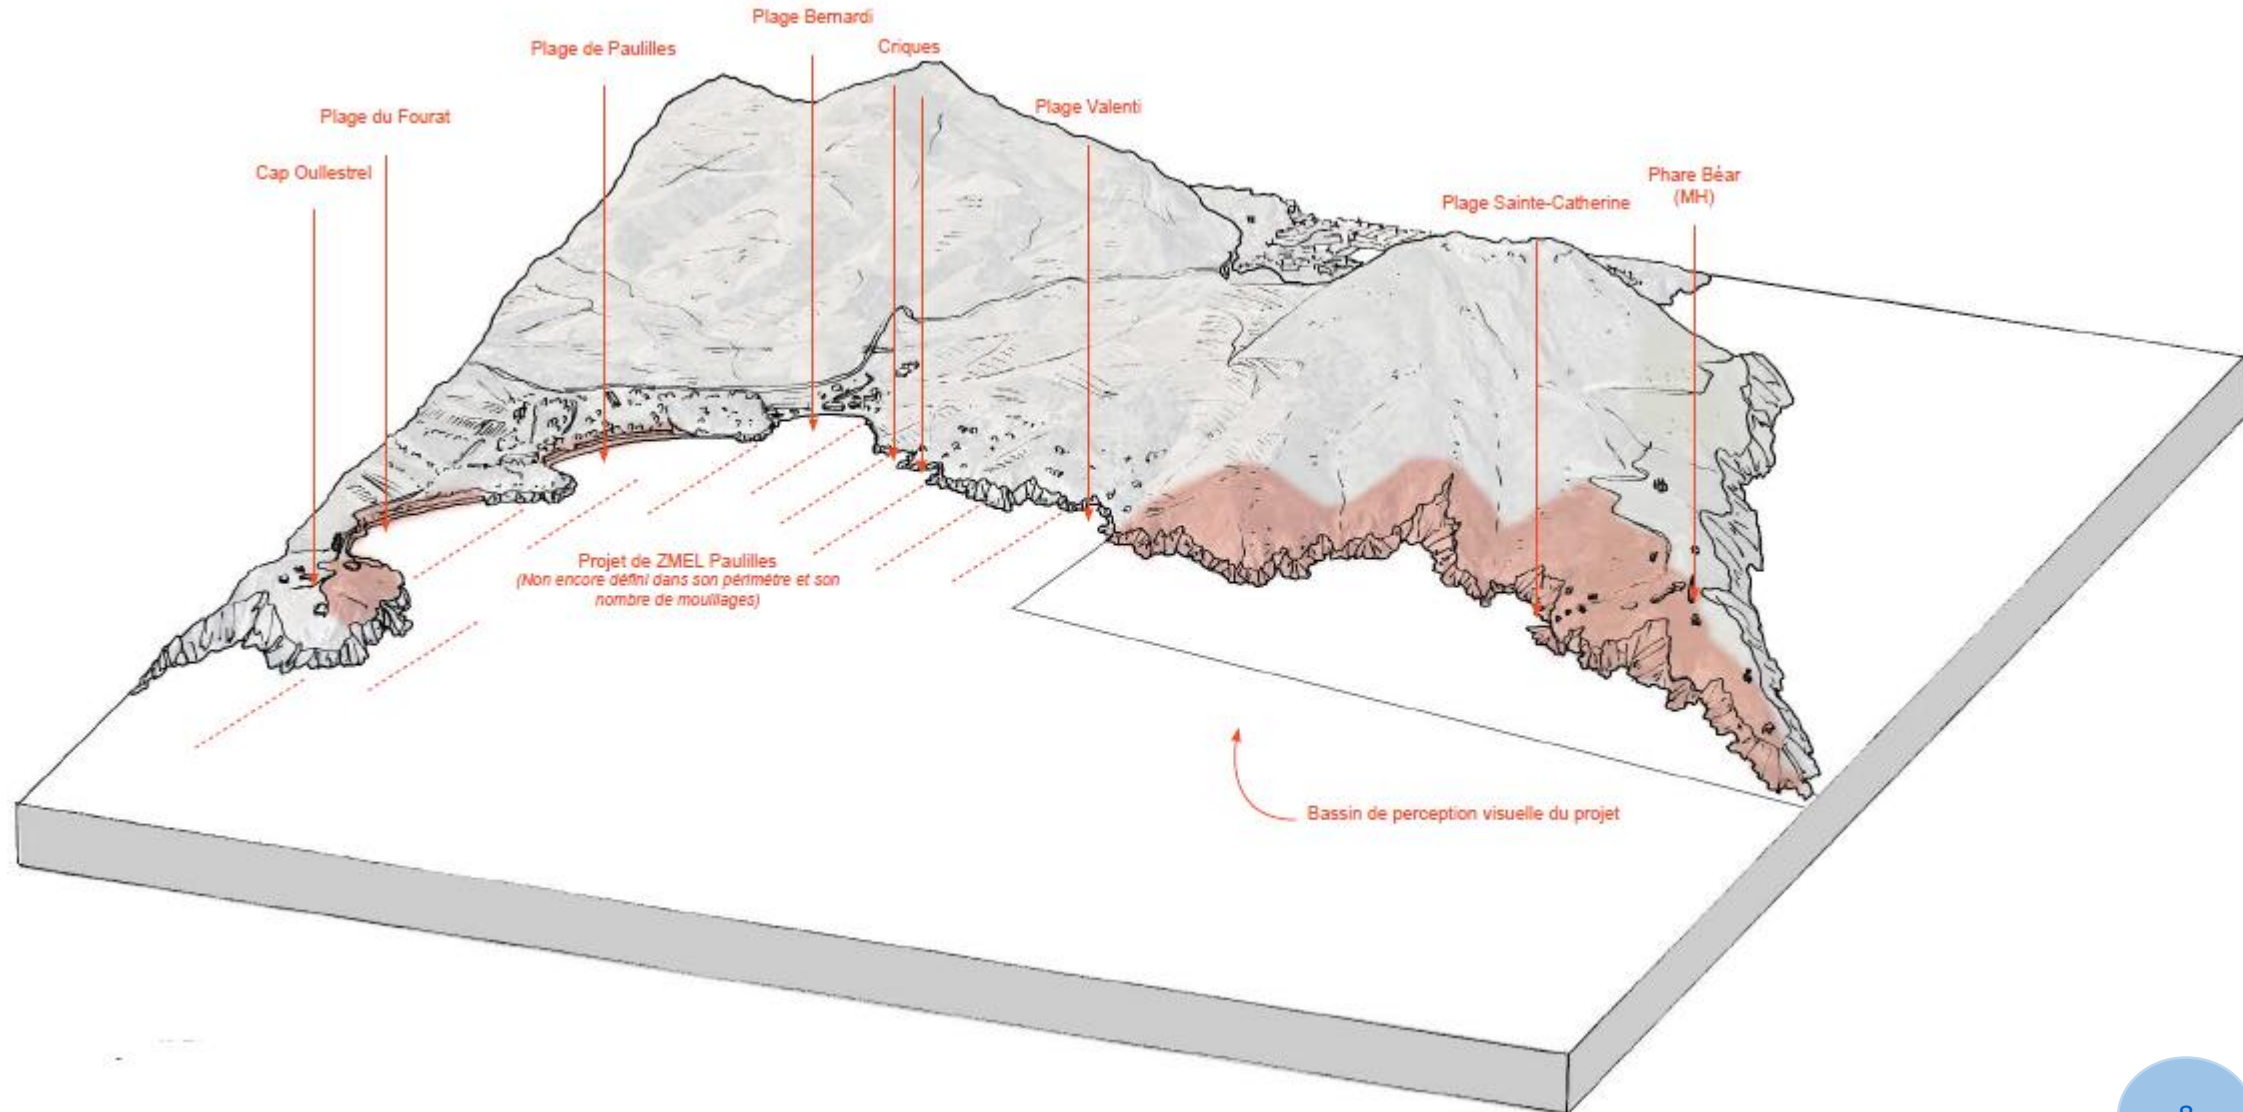 Plage Bernardi
Plage de Paulilles
Criques
Plage Valenti
Plage du Fourat
Cap Oullestrel
Phare Béar
(MH)
Plage Sainte-Catherine
Projet de ZMEL Paulilles
(Non encore défini dans son périmètre et son
nombre de mouillages)
Bassin de perception visuelle du projet
8